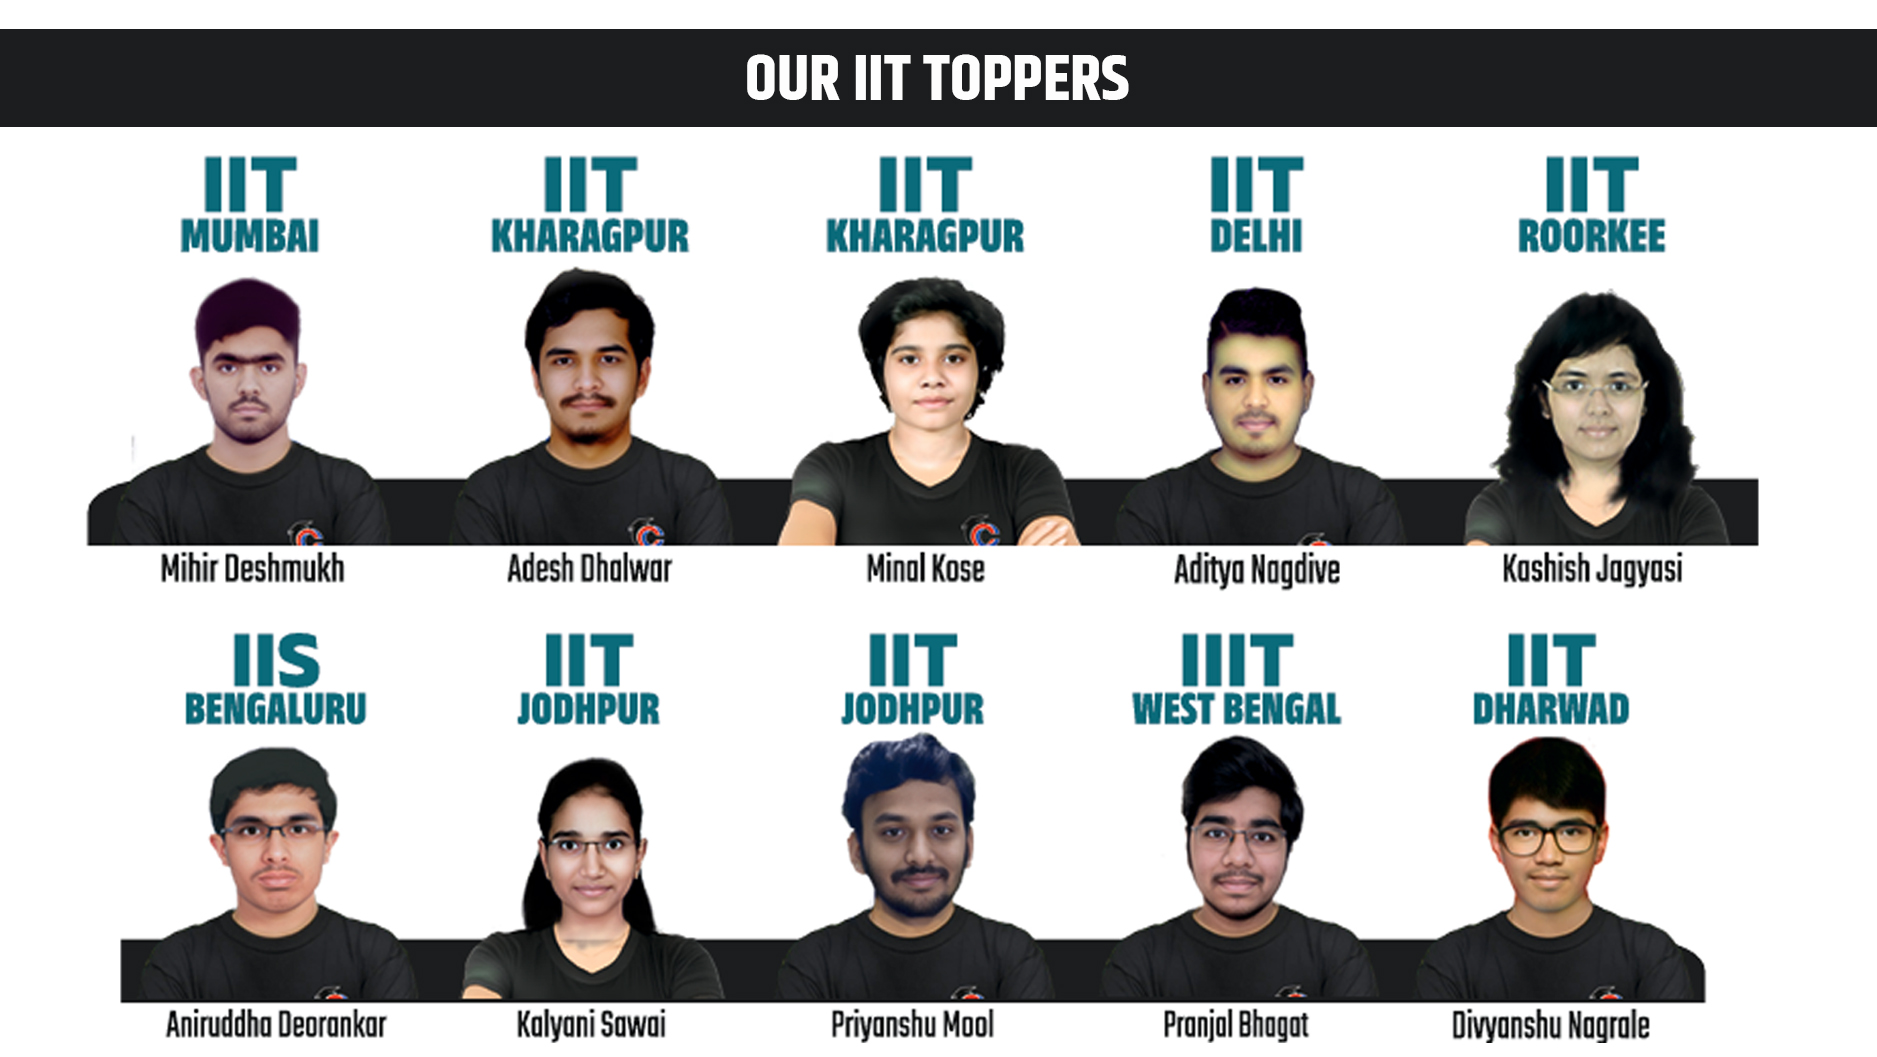 OUR IIT TOPPERS
IIT
MUMBAI
IIT
KHARAGPUR
IIT
KHARAGPUR
IIT
DELHI
IIT
ROORKEE
Mihir Deshmukh
Adesh Dhalwar
Minal Kose
Aditya Nagdive
Kashish Jagyasi
IIS
BENGALURU
IIT
JODHPUR
IIT
JODHPUR
IIIT
WEST BENGAL
IIT
DHARWAD
Aniruddha Deorankar
Kalyani Sawai
Priyanshu Mool
Pranjal Bhagat
Divyanshu Nagrale